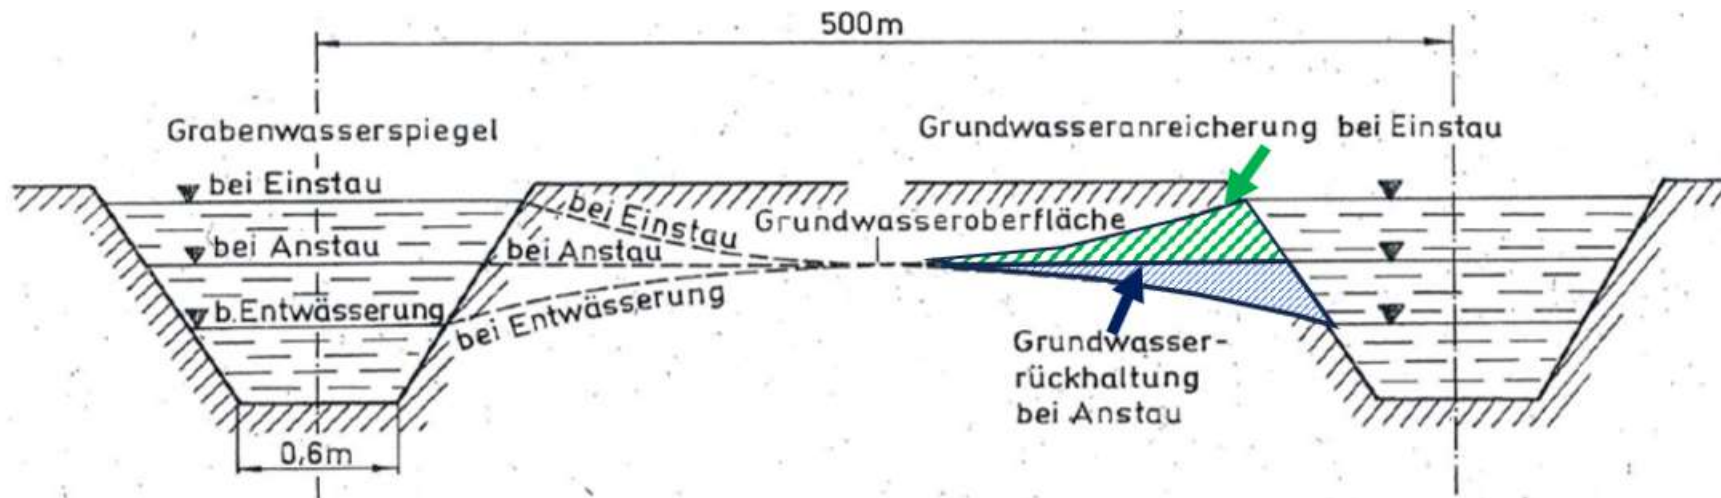 500m
Grabenwasserspiegel
Grundwasseranreicherung bei Einstau
bei Einstau
bei Einstau
Grundwasseroberfläche
bei Anstau
bei Anstau
b.Entwässerung
bei Entwässerung
Grundwasser-
rückhaltung
bei Anstau
0,6m